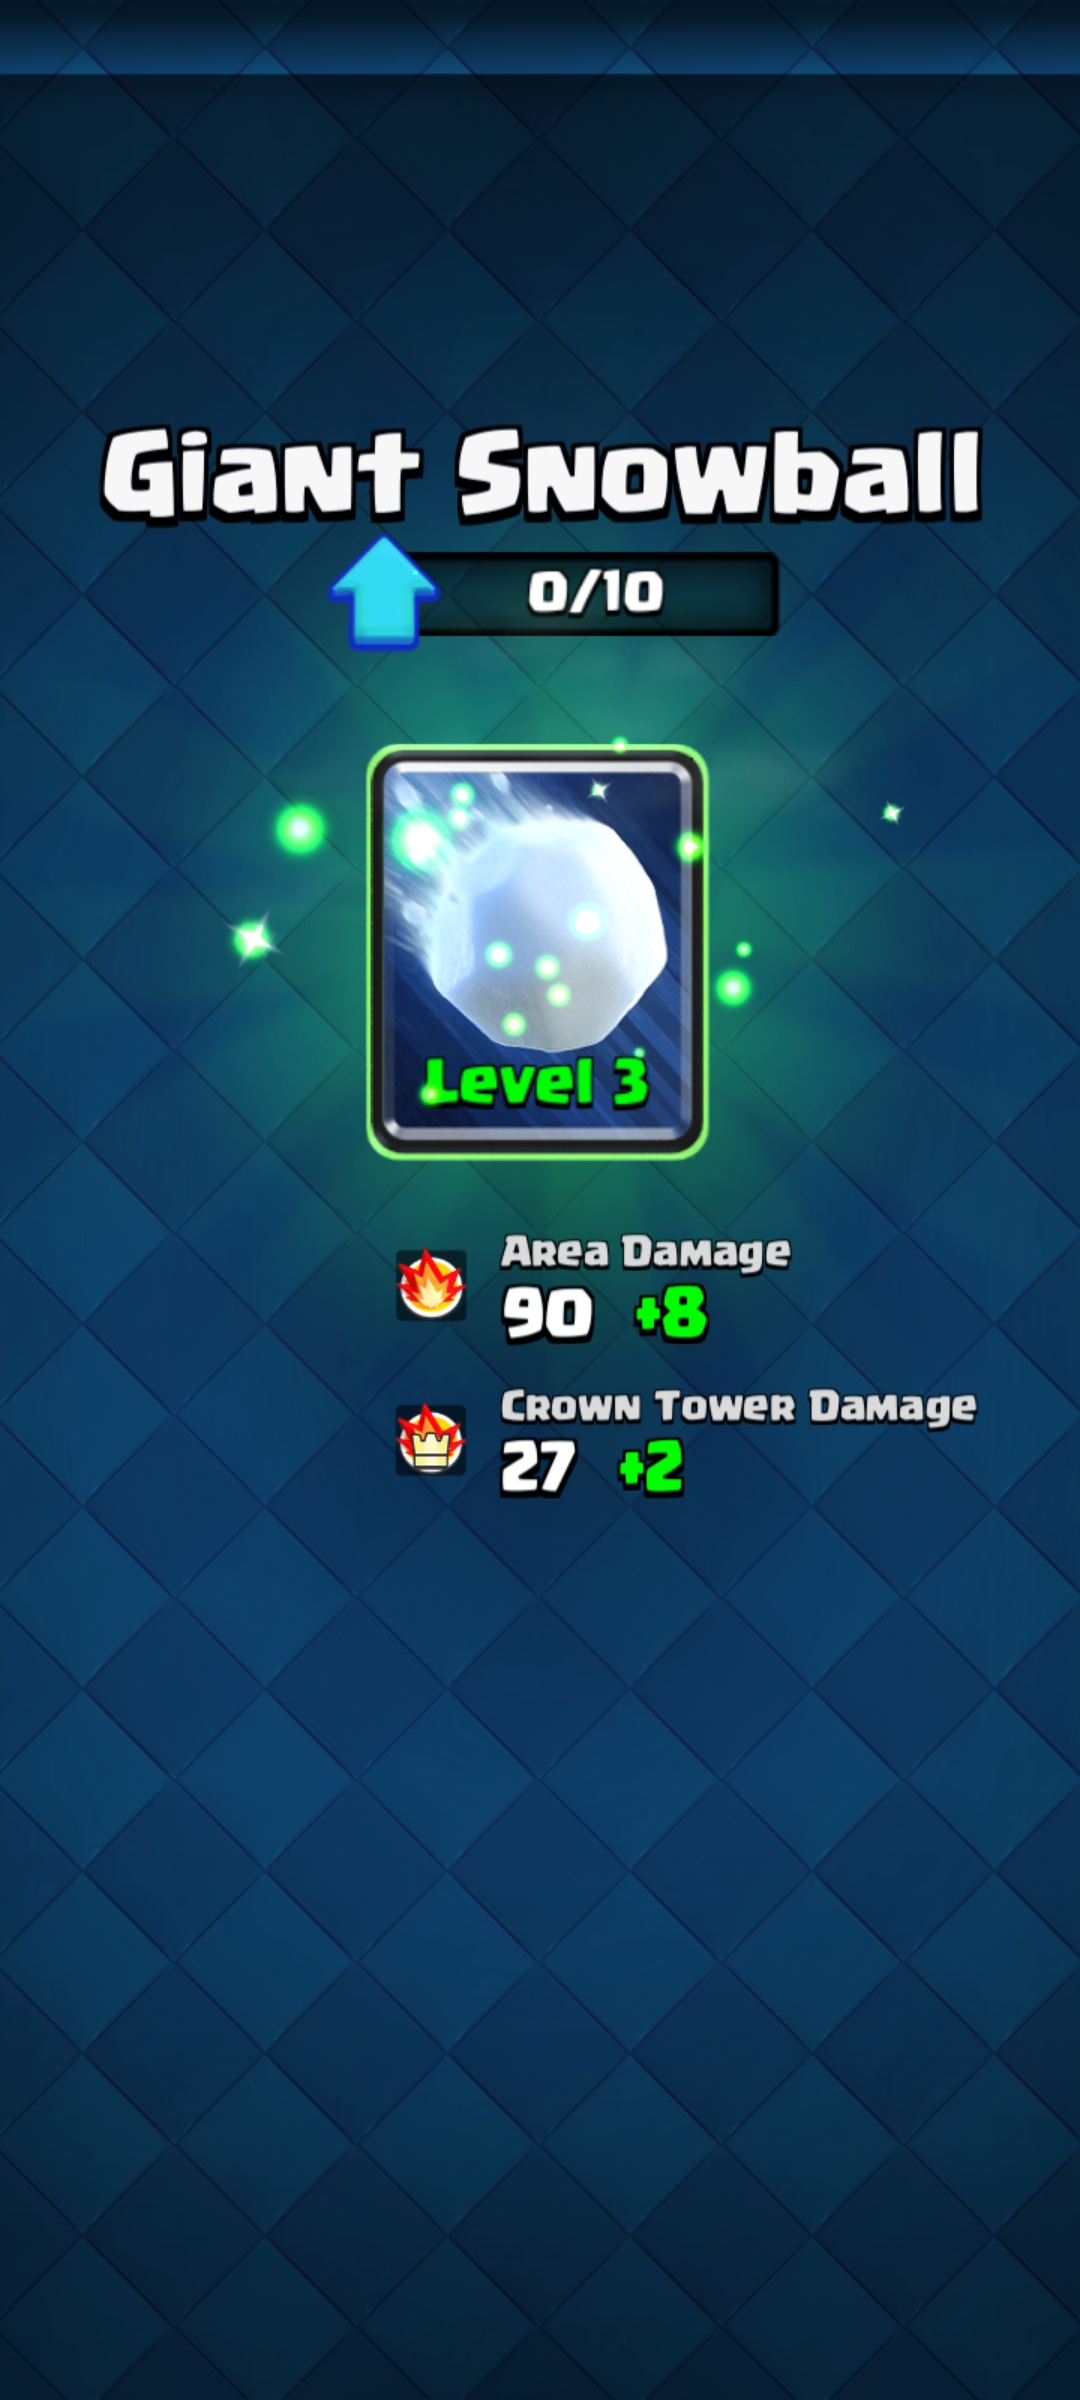 Giant Snowball
0/10
Level 3
Area Damage
90 +8
Crown Tower Damage
27 +2